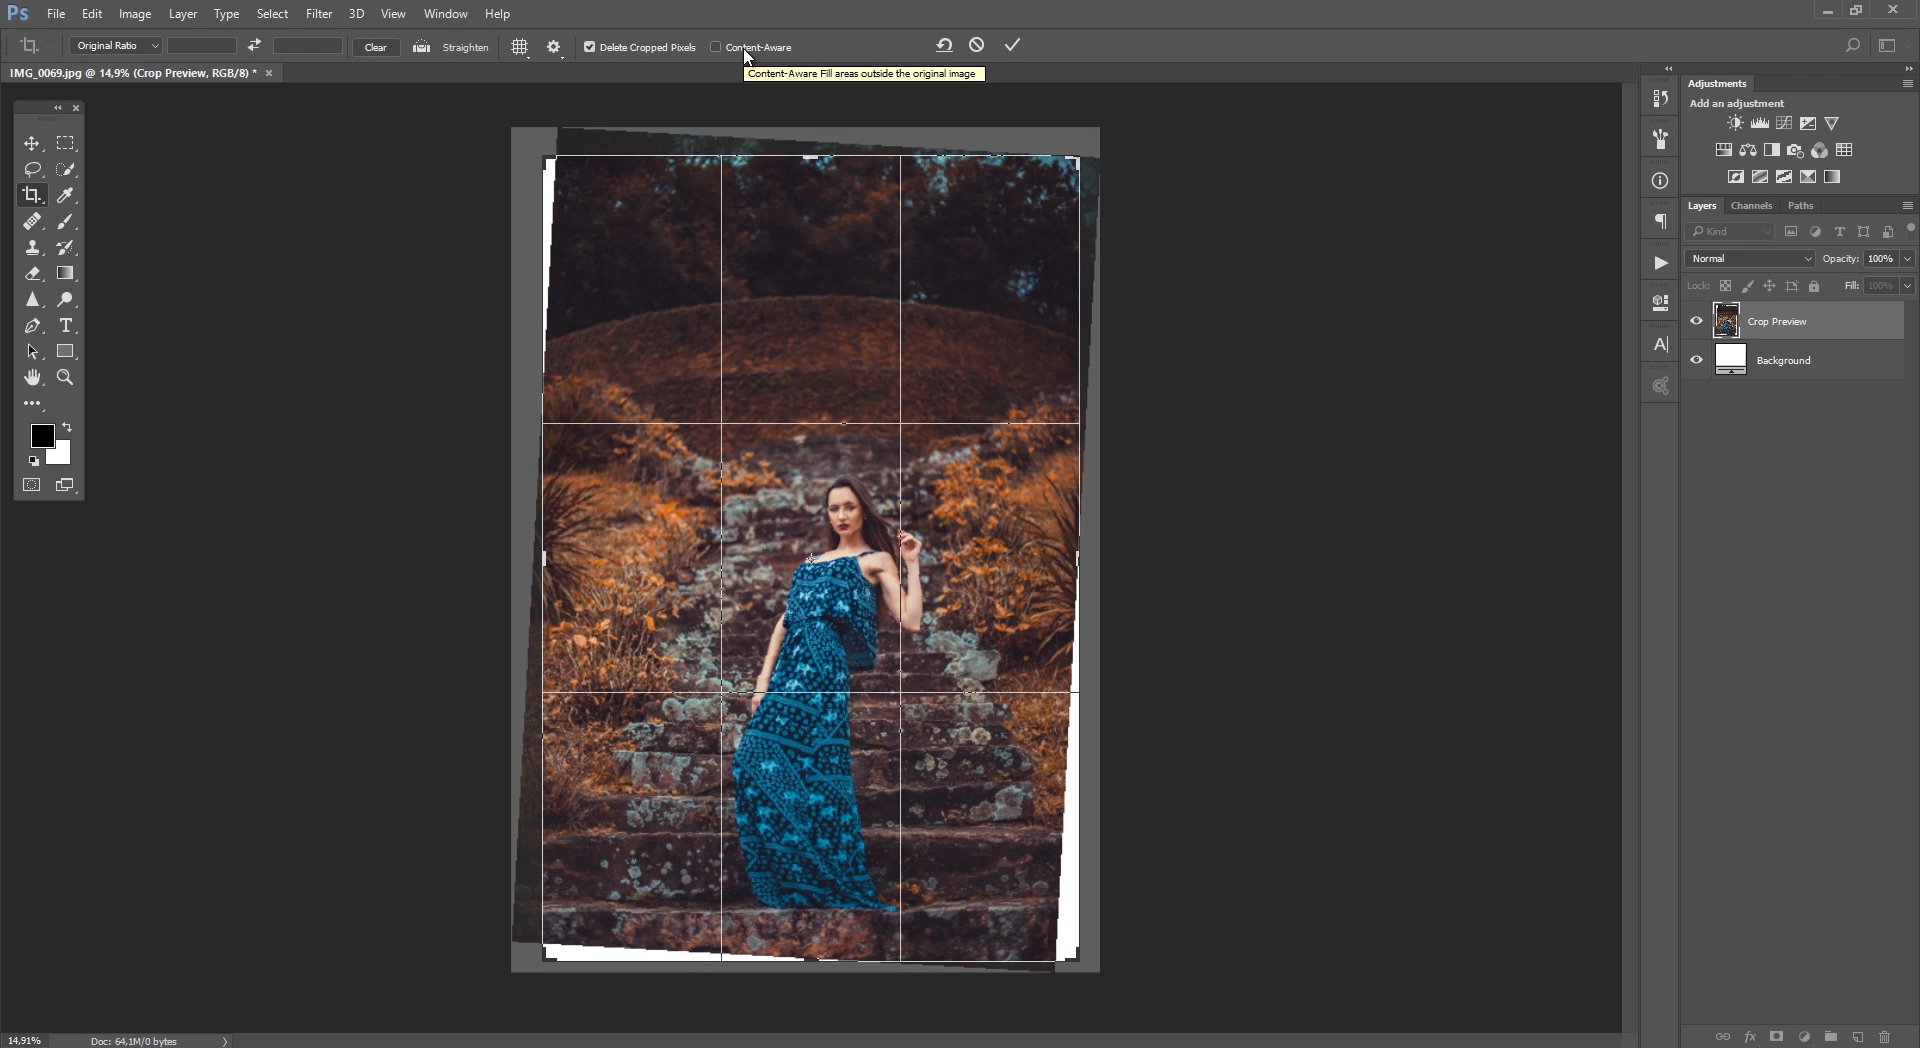 Ps File Edit Image Layer Type Select Filter 3D View Window Help
Original Ratio Clear Straighten Delete Cropped Pixels Content-Aware
IMG_0069.jpg @ 14,9% (Crop Preview, RGB/8) * ×
Content-Aware Fill areas outside the original image
Adjustments
Add an adjustment
Layers Channels Paths
Kind
Normal Opacity: 100%
Lock: Fill: 100%
Crop Preview
Background
14,91% Doc: 64,1M/0 bytes